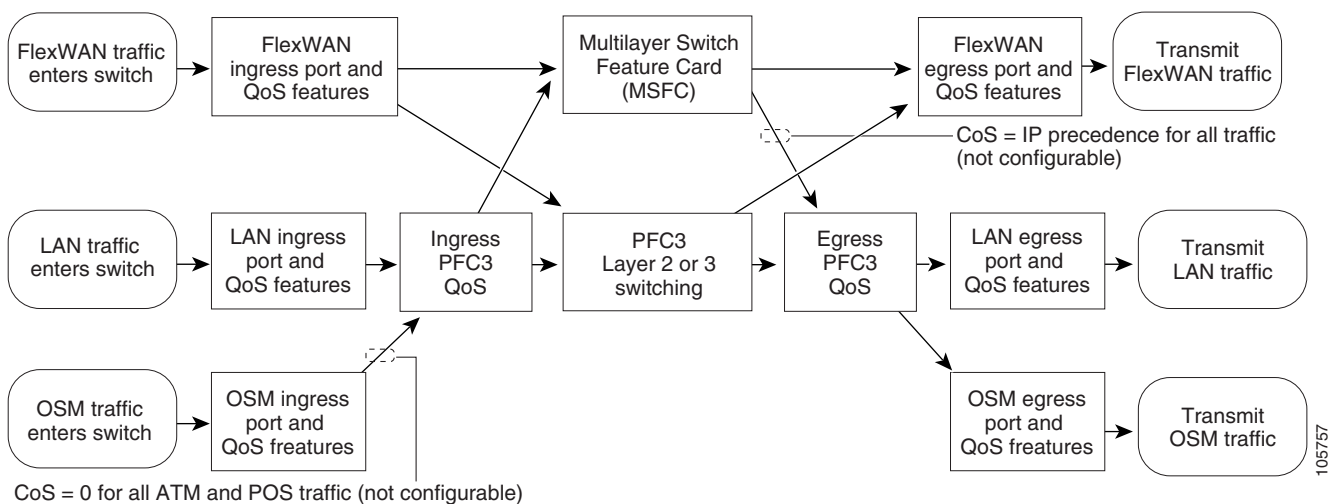 FlexWAN traffic
enters switch
FlexWAN
ingress port and
QoS features
Multilayer Switch
Feature Card
(MSFC)
FlexWAN
egress port and
QoS features
Transmit
FlexWAN traffic
CoS = IP precedence for all traffic
(not configurable)
LAN traffic
enters switch
LAN ingress
port and
QoS features
Ingress
PFC3
QoS
PFC3
Layer 2 or 3
switching
Egress
PFC3
QoS
LAN egress
port and
QoS features
Transmit
LAN traffic
OSM traffic
enters switch
OSM ingress
port and
QoS freatures
OSM egress
port and
QoS freatures
Transmit
OSM traffic
105757
CoS = 0 for all ATM and POS traffic (not configurable)